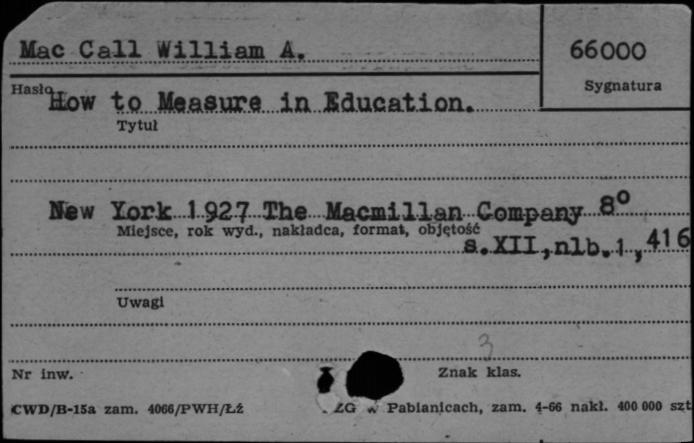 Mac Call William A.
66000
Sygnatura
Hasło
How to Measure in Education.
Tytuł
New York 1927 The Macmillan Company 8°
Miejsce, rok wyd., nakładca, format, objętość
s.XII,nlb.1,416
Uwagi
3
Nr inw.
Znak klas.
CWD/B-15a zam. 4066/PWH/Łź
ZG w Pabianicach, zam. 4-66 nakł. 400 000 szt